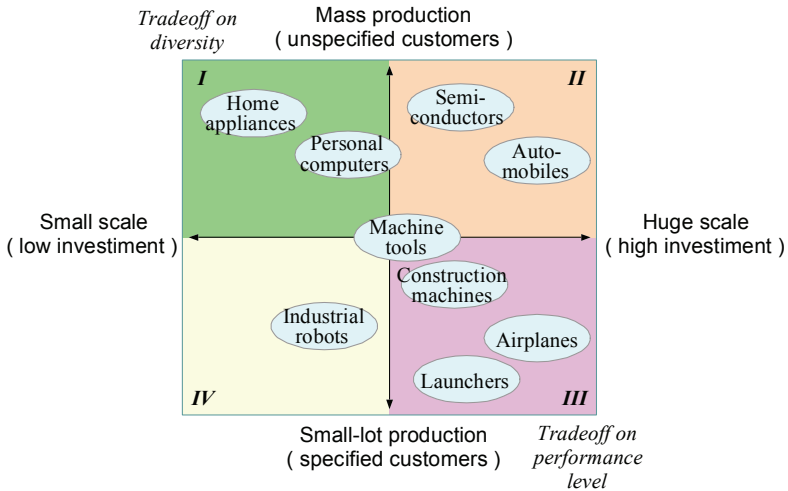 Tradeoff on
diversity
Mass production
( unspecified customers )
I
II
Home
appliances
Semi-
conductors
Personal
computers
Auto-
mobiles
Small scale
( low investiment )
Machine
tools
Huge scale
( high investiment )
Construction
machines
Industrial
robots
Airplanes
Launchers
IV
III
Small-lot production
( specified customers )
Tradeoff on
performance
level